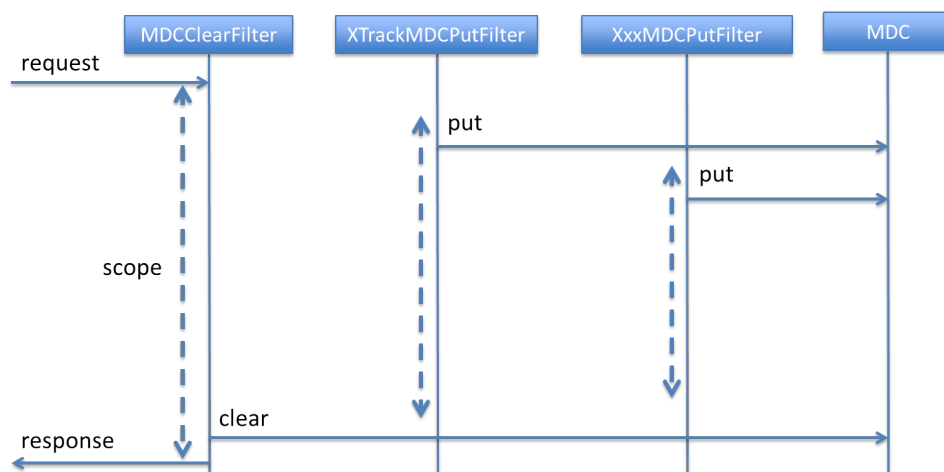 MDCClearFilter
XTrackMDCPutFilter
XxxMDCPutFilter
MDC
request
put
put
scope
clear
response